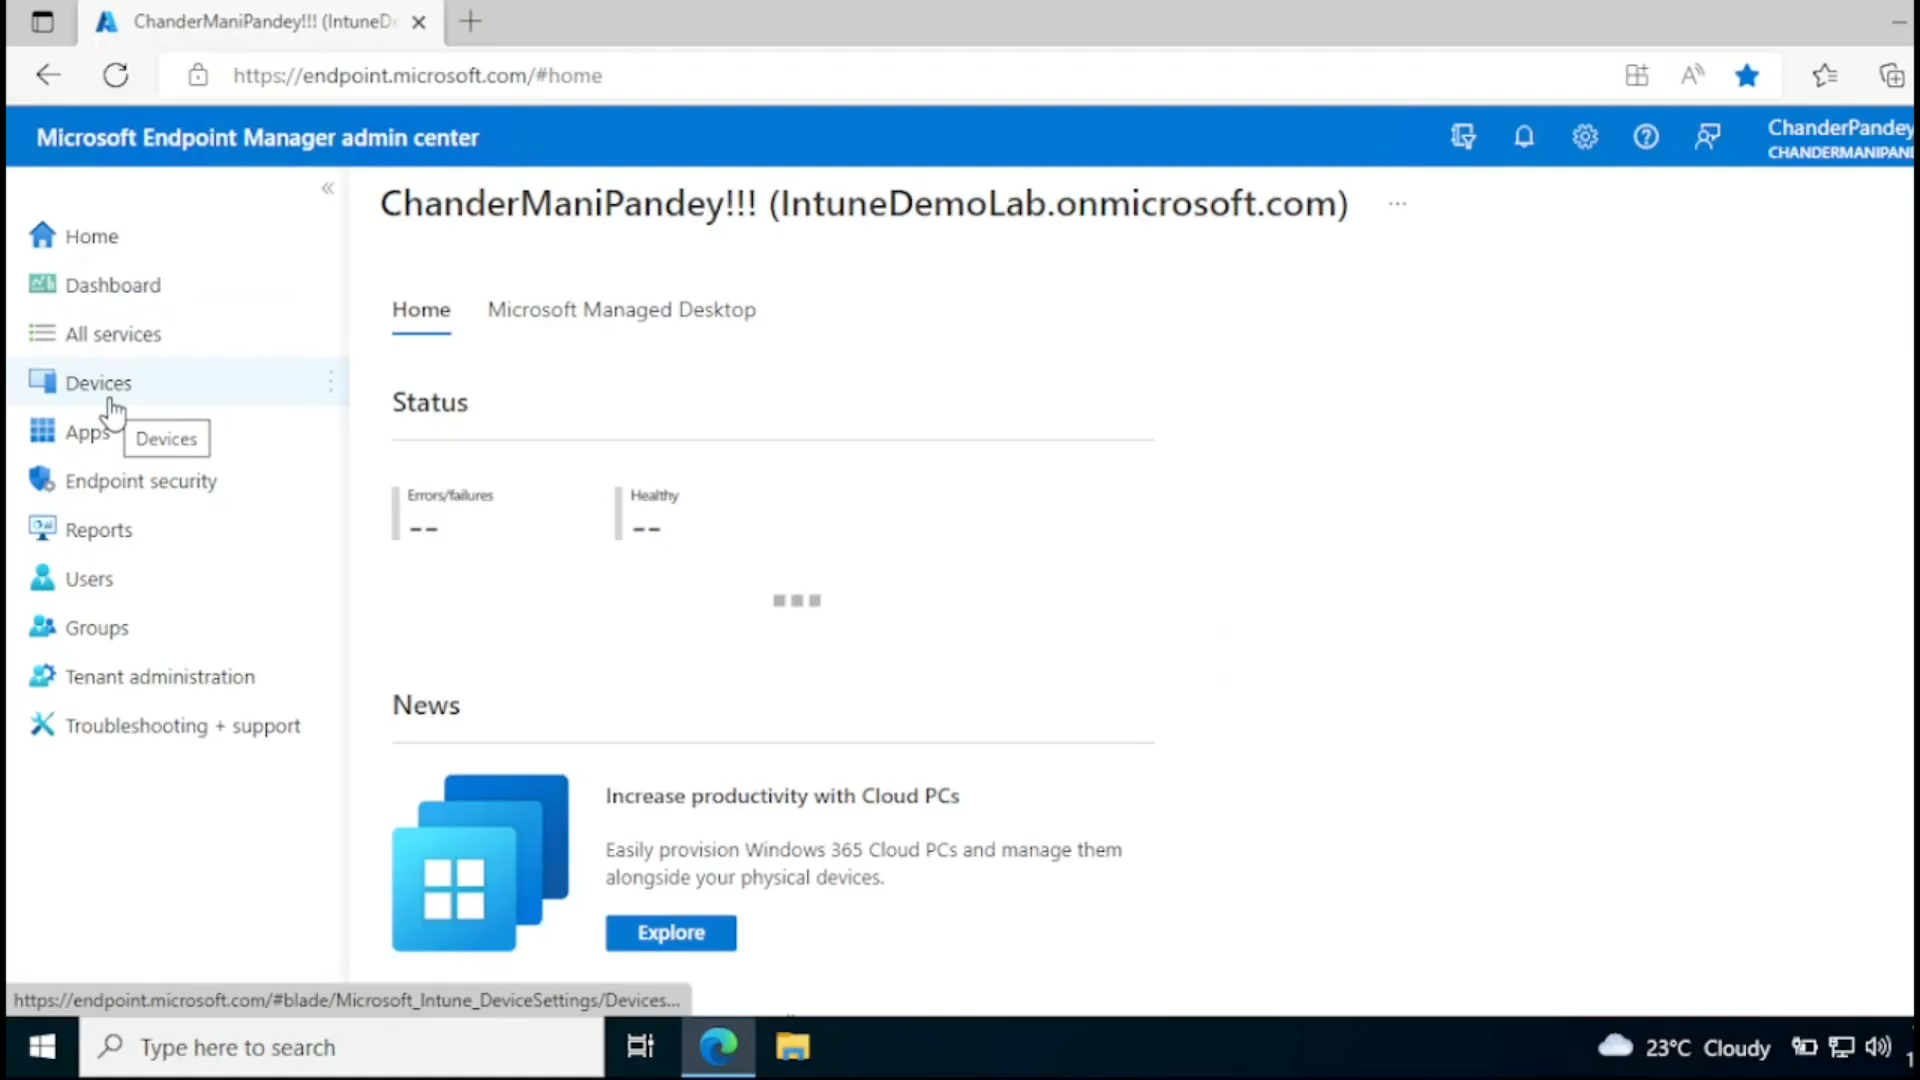 ChanderManiPandey!!! (IntuneD
https://endpoint.microsoft.com/#home
Microsoft Endpoint Manager admin center
ChanderPandey
CHANDERMANIPAN
ChanderManiPandey!!! (IntuneDemoLab.onmicrosoft.com)
Home
Dashboard
All services
Devices
Apps
Devices
Endpoint security
Reports
Users
Groups
Tenant administration
Troubleshooting + support
Home
Microsoft Managed Desktop
Status
Errors/failures
--
Healthy
--
News
Increase productivity with Cloud PCs
Easily provision Windows 365 Cloud PCs and manage them
alongside your physical devices.
Explore
https://endpoint.microsoft.com/#blade/Microsoft_Intune_DeviceSettings/Devices...
Type here to search
23°C Cloudy